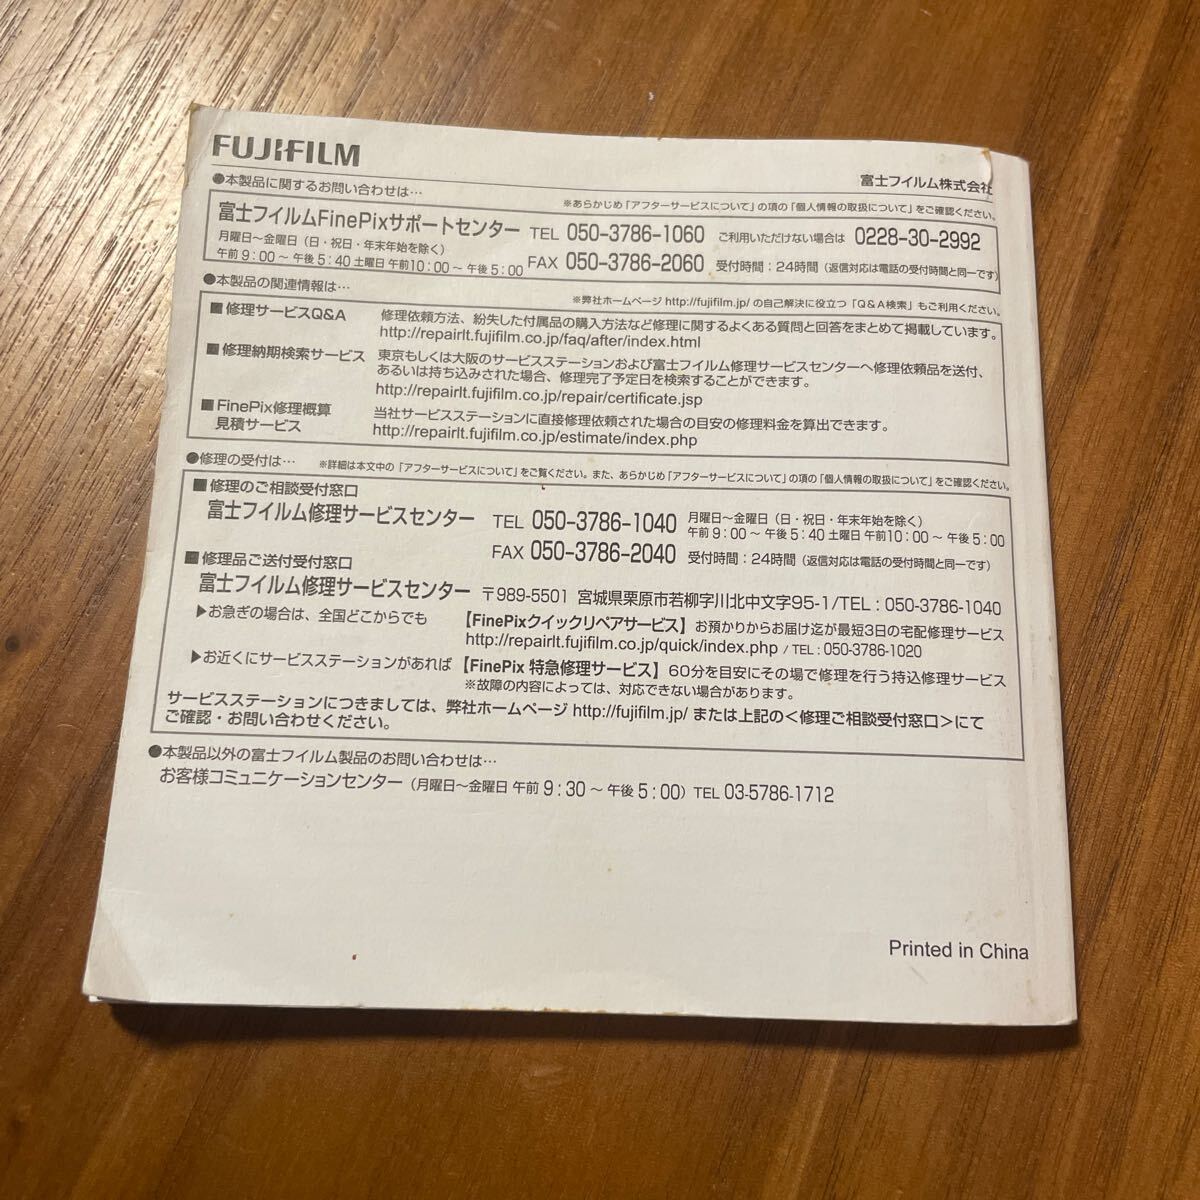 FUJIFILM
富士フイルム株式会社
●本製品に関するお問い合わせは…
※あらかじめ「アフターサービスについて」の項の「個人情報の取扱について」をご確認ください。
富士フイルムFinePixサポートセンター TEL 050-3786-1060 ご利用いただけない場合は 0228-30-2992
月曜日～金曜日（日・祝日・年末年始を除く）
午前 9：00 ～ 午後 5：40 土曜日 午前10：00 ～ 午後 5：00 FAX 050-3786-2060 受付時間：24時間（返信対応は電話の受付時間と同一です）
●本製品の関連情報は…
※弊社ホームページ http://fujifilm.jp/ の自己解決に役立つ「Q&A検索」もご利用ください。
■修理サービスQ&A 修理依頼方法、紛失した付属品の購入方法など修理に関するよくある質問と回答をまとめて掲載しています。
http://repairlt.fujifilm.co.jp/faq/after/index.html
■修理納期検索サービス 東京もしくは大阪のサービスステーションおよび富士フイルム修理サービスセンターへ修理依頼品を送付、
あるいは持ち込みされた場合、修理完了予定日を検索することができます。
http://repairlt.fujifilm.co.jp/repair/certificate.jsp
■FinePix修理概算 当社サービスステーションに直接修理依頼された場合の目安の修理料金を算出できます。
見積サービス http://repairlt.fujifilm.co.jp/estimate/index.php
●修理の受付は… ※詳細は本文中の「アフターサービスについて」をご覧ください。また、あらかじめ「アフターサービスについて」の項の「個人情報の取扱について」をご確認ください。
■修理のご相談受付窓口
富士フイルム修理サービスセンター TEL 050-3786-1040 月曜日～金曜日（日・祝日・年末年始を除く）
午前 9：00 ～ 午後 5：40 土曜日 午前10：00 ～ 午後 5：00
FAX 050-3786-2040 受付時間：24時間（返信対応は電話の受付時間と同一です）
■修理品ご送付受付窓口
富士フイルム修理サービスセンター 〒989-5501 宮城県栗原市若柳字川北中文字95-1/TEL：050-3786-1040
▶お急ぎの場合は、全国どこからでも 【FinePixクイックリペアサービス】お預かりからお届け迄が最短3日の宅配修理サービス
http://repairlt.fujifilm.co.jp/quick/index.php / TEL：050-3786-1020
▶お近くにサービスステーションがあれば 【FinePix 特急修理サービス】60分を目安にその場で修理を行う持込修理サービス
※故障の内容によっては、対応できない場合があります。
サービスステーションにつきましては、弊社ホームページ http://fujifilm.jp/ または上記の<修理ご相談受付窓口>にて
ご確認・お問い合わせください。
●本製品以外の富士フイルム製品のお問い合わせは…
お客様コミュニケーションセンター（月曜日～金曜日 午前 9：30 ～ 午後 5：00）TEL 03-5786-1712
Printed in China